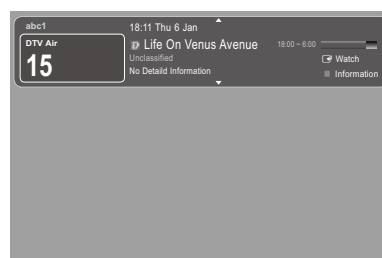 abc1
DTV Air
15
18:11 Thu 6 Jan
D Life On Venus Avenue
18:00 ~ 6:00
Unclassified
No Detaild Information
Watch
Information